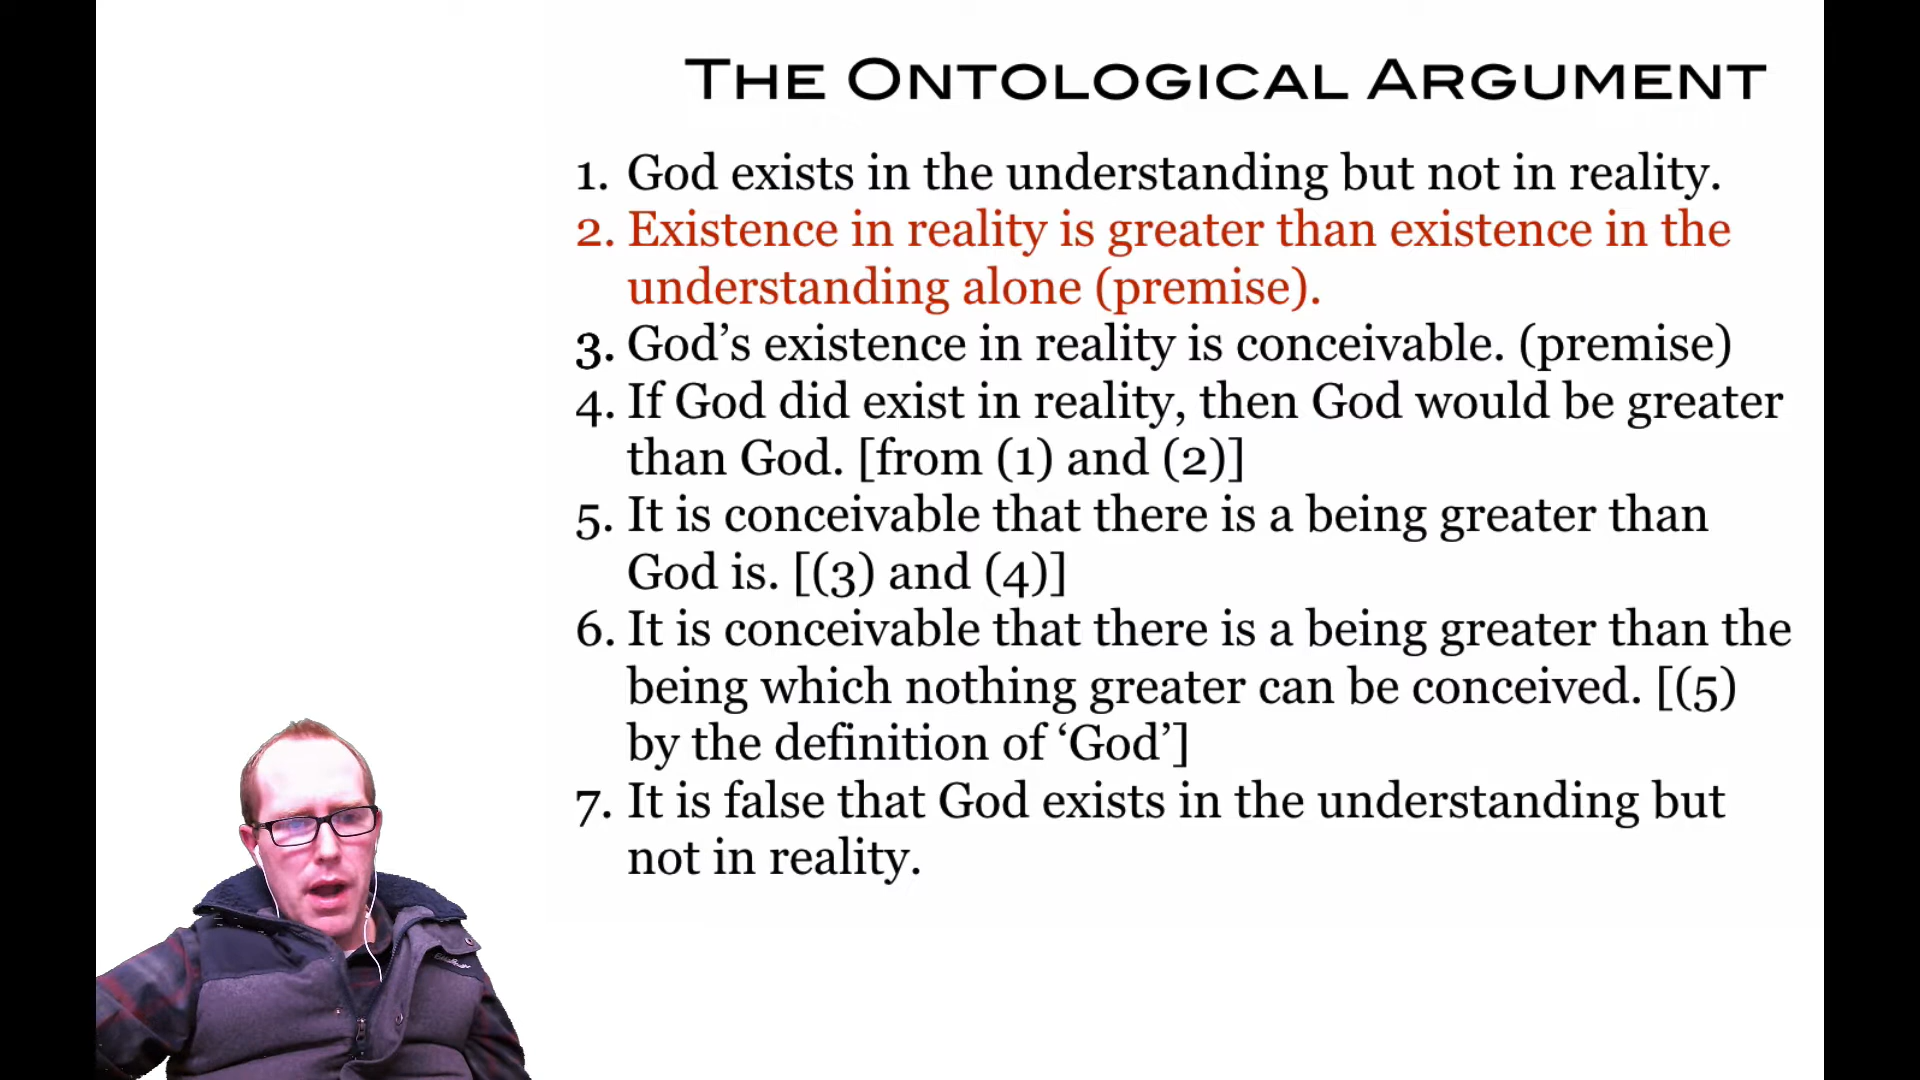 THE ONTOLOGICAL ARGUMENT
1. God exists in the understanding but not in reality.
2. Existence in reality is greater than existence in the
understanding alone (premise).
3. God’s existence in reality is conceivable. (premise)
4. If God did exist in reality, then God would be greater
than God. [from (1) and (2)]
5. It is conceivable that there is a being greater than
God is. [(3) and (4)]
6. It is conceivable that there is a being greater than the
being which nothing greater can be conceived. [(5)
by the definition of ‘God’]
7. It is false that God exists in the understanding but
not in reality.